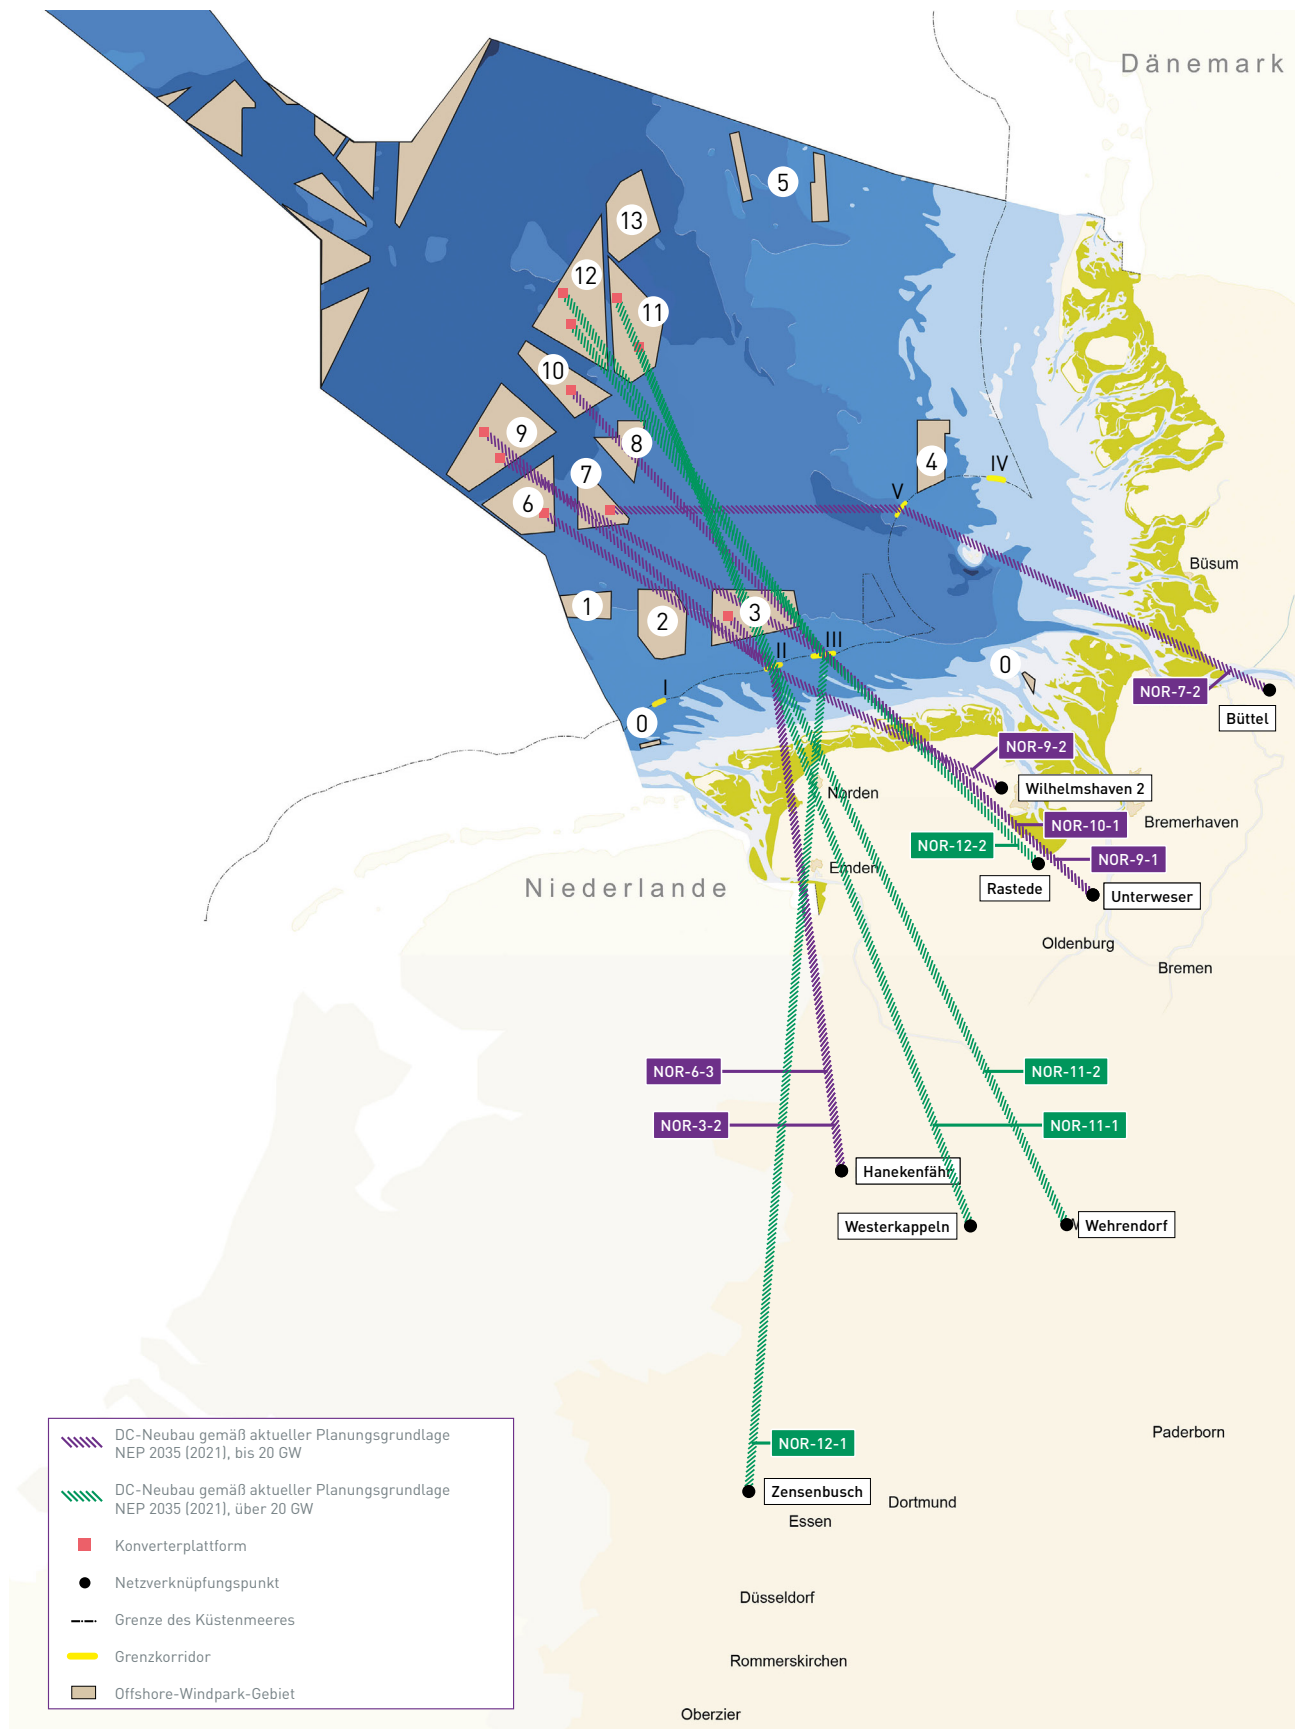 Dänemark
5
13
12
11
10
9
8
7
6
4
IV
V
Büsum
1
2
3
II
III
0
I
0
NOR-7-2
Büttel
NOR-9-2
Wilhelmshaven 2
Norden
NOR-10-1
Bremerhaven
NOR-12-2
NOR-9-1
Emden
Niederlande
Rastede
Unterweser
Oldenburg
Bremen
NOR-6-3
NOR-11-2
NOR-3-2
NOR-11-1
Hanekenfähr
Westerkappeln
Wehrendorf
DC-Neubau gemäß aktueller Planungsgrundlage
NEP 2035 (2021), bis 20 GW
DC-Neubau gemäß aktueller Planungsgrundlage
NEP 2035 (2021), über 20 GW
Konverterplattform
Netzverknüpfungspunkt
Grenze des Küstenmeeres
Grenzkorridor
Offshore-Windpark-Gebiet
Paderborn
NOR-12-1
Zensenbusch
Dortmund
Essen
Düsseldorf
Rommerskirchen
Oberzier